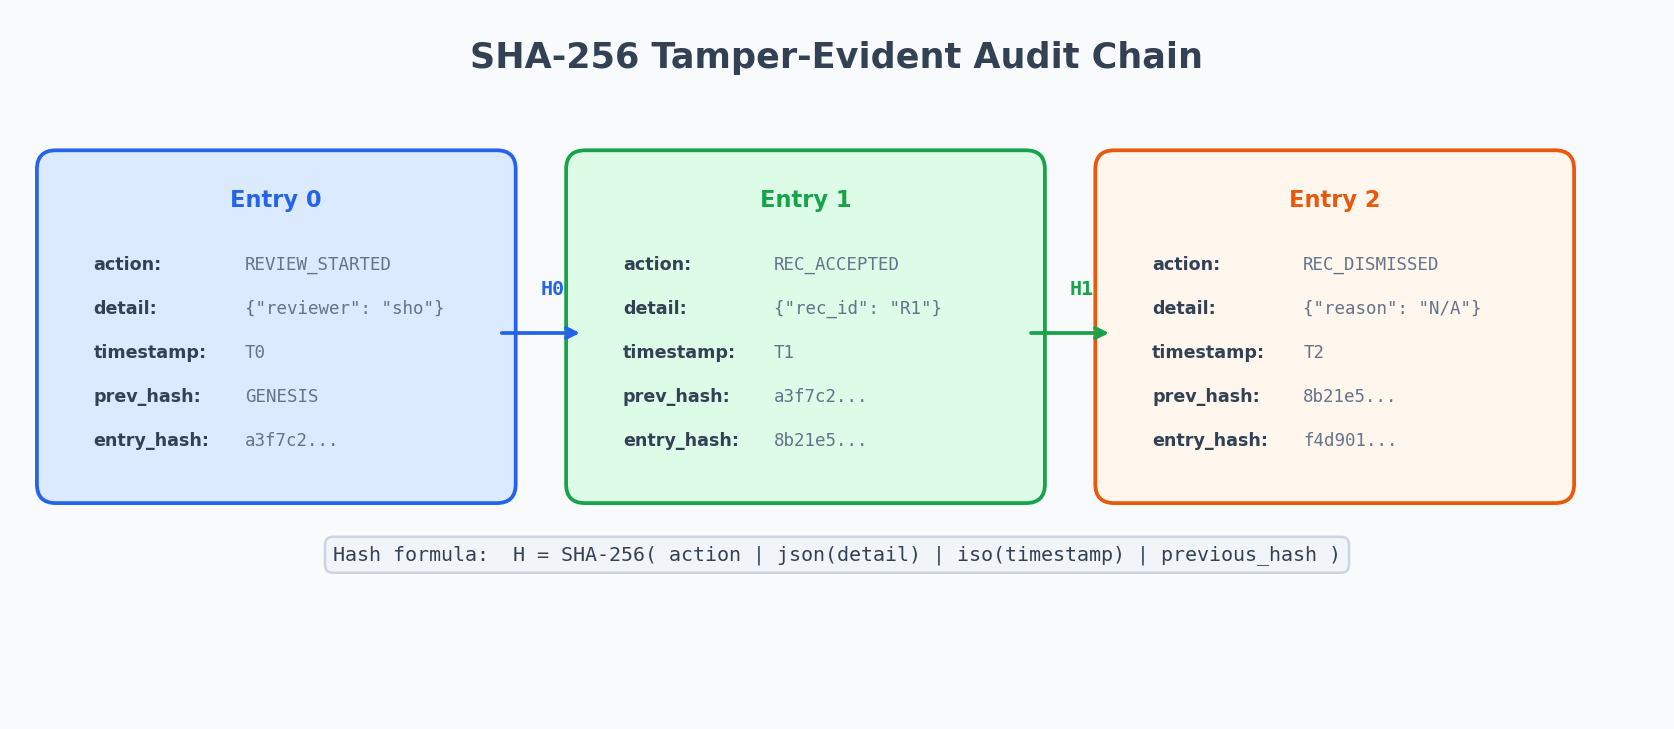 SHA-256 Tamper-Evident Audit Chain
Entry 0
action: REVIEW_STARTED
detail: {"reviewer": "sho"}
timestamp: T0
prev_hash: GENESIS
entry_hash: a3f7c2...
H0
Entry 1
action: REC_ACCEPTED
detail: {"rec_id": "R1"}
timestamp: T1
prev_hash: a3f7c2...
entry_hash: 8b21e5...
H1
Entry 2
action: REC_DISMISSED
detail: {"reason": "N/A"}
timestamp: T2
prev_hash: 8b21e5...
entry_hash: f4d901...
Hash formula:  H = SHA-256( action | json(detail) | iso(timestamp) | previous_hash )